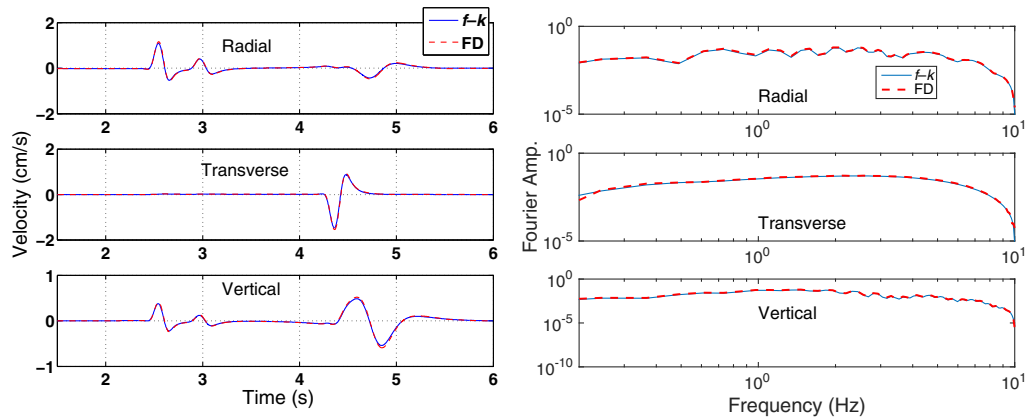 2
1
0
−1
−2
Radial
f–k
FD
2 3 4 5 6
2
0
−2
Transverse
2 3 4 5 6
1
0
−1
Vertical
2 3 4 5 6
Velocity (cm/s)
Time (s)
10^0
10^-5
Radial
f–k
FD
10^0 10^1
10^0
10^-5
Transverse
10^0 10^1
10^0
10^-5
10^-10
Vertical
10^0 10^1
Fourier Amp.
Frequency (Hz)